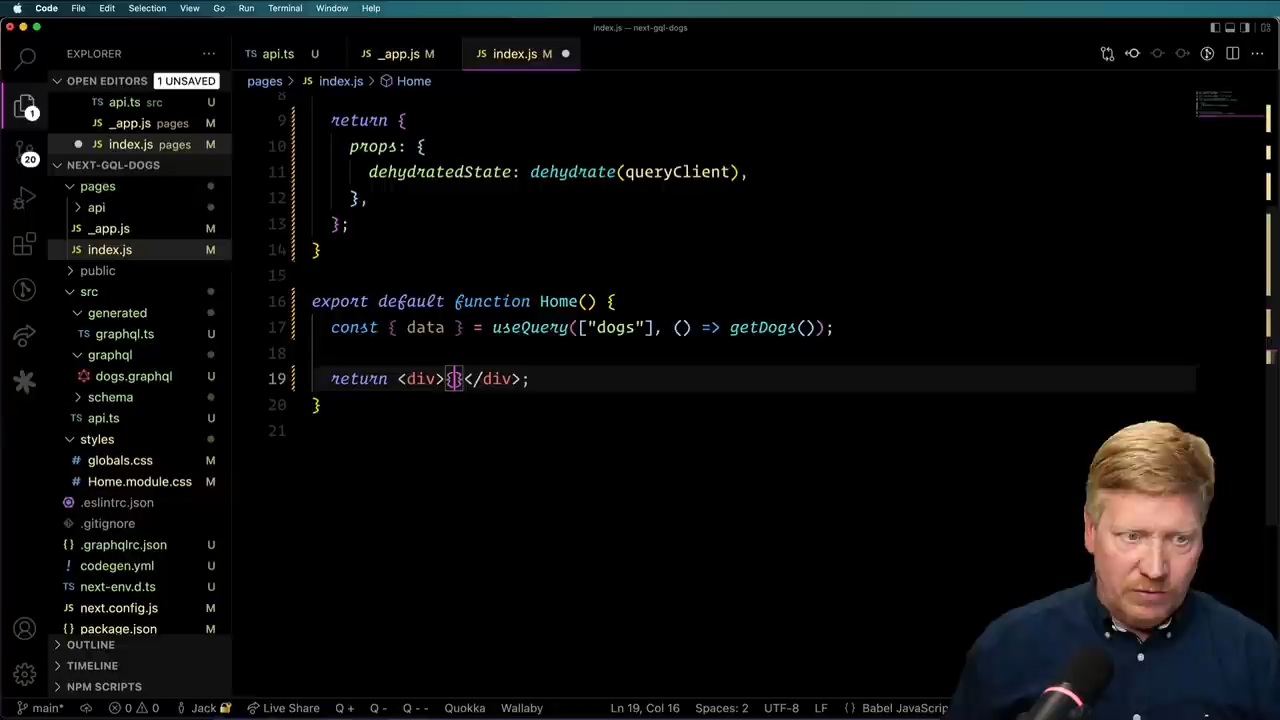 Code File Edit Selection View Go Run Terminal Window Help
index.js — next-gql-dogs
EXPLORER
api.ts U
_app.js M
index.js M
OPEN EDITORS 1 UNSAVED
pages > index.js > Home
api.ts src U
_app.js pages M
index.js pages M
NEXT-GQL-DOGS
pages
api
_app.js M
index.js M
public
src
generated
graphql.ts U
graphql
dogs.graphql U
schema
api.ts U
styles
globals.css M
Home.module.css M
.eslintrc.json
.gitignore
.graphqlrc.json U
codegen.yml U
next-env.d.ts U
next.config.js M
package.json M
OUTLINE
TIMELINE
NPM SCRIPTS
8
9 return {
10 props: {
11 dehydratedState: dehydrate(queryClient),
12 },
13 };
14 }
15
16 export default function Home() {
17 const { data } = useQuery(["dogs"], () => getDogs());
18
19 return <div>{}</div>;
20 }
21
1
20
main* 0 0 Jack Live Share Q + Q - Q - - Quokka Wallaby Ln 19, Col 16 Spaces: 2 UTF-8 LF {} Babel JavaScrip